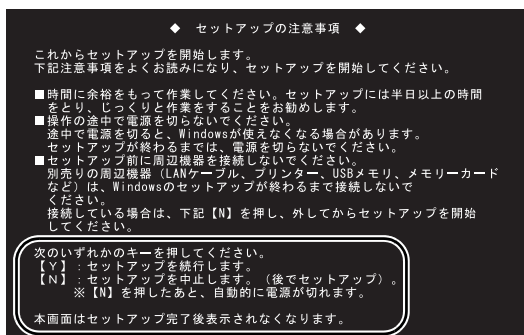 ◆ セットアップの注意事項 ◆
これからセットアップを開始します。
下記注意事項をよくお読みになり、セットアップを開始してください。
■時間に余裕をもって作業してください。セットアップには半日以上の時間
をとり、じっくりと作業をすることをお勧めします。
■操作の途中で電源を切らないでください。
途中で電源を切ると、Windowsが使えなくなる場合があります。
セットアップが終わるまでは、電源を切らないでください。
■セットアップ前に周辺機器を接続しないでください。
別売りの周辺機器（LANケーブル、プリンター、USBメモリ、メモリーカード
など）は、Windowsのセットアップが終わるまで接続しないで
ください。
接続している場合は、下記【N】を押し、外してからセットアップを開始
してください。
次のいずれかのキーを押してください。
【Y】：セットアップを続行します。
【N】：セットアップを中止します。（後でセットアップ）。
※【N】を押したあと、自動的に電源が切れます。
本画面はセットアップ完了後表示されなくなります。